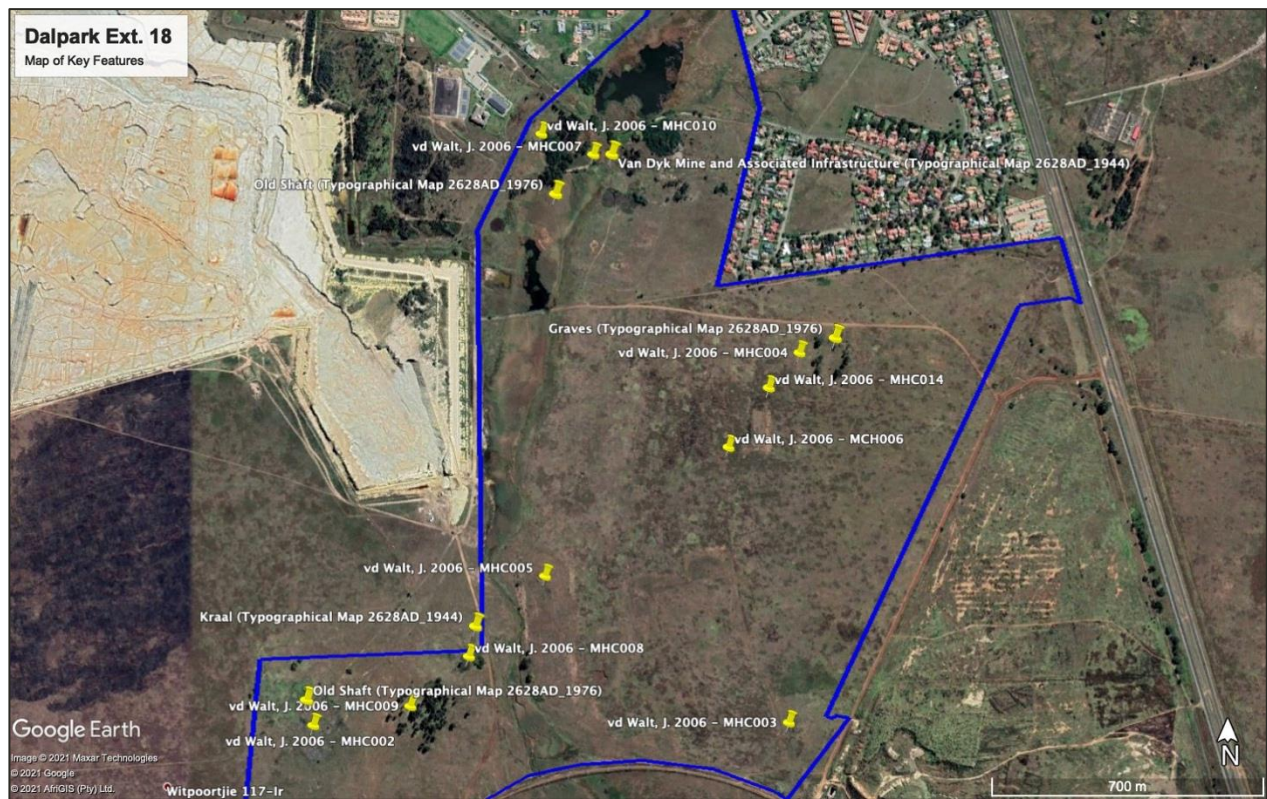 Dalpark Ext. 18
Map of Key Features
vd Walt, J. 2006 - MHC010
vd Walt, J. 2006 - MHC007
Van Dyk Mine and Associated Infrastructure (Typographical Map 2628AD_1944)
Old Shaft (Typographical Map 2628AD_1976)
Graves (Typographical Map 2628AD_1976)
vd Walt, J. 2006 - MHC004
vd Walt, J. 2006 - MHC014
vd Walt, J. 2006 - MCH006
vd Walt, J. 2006 - MHC005
Kraal (Typographical Map 2628AD_1944)
vd Walt, J. 2006 - MHC008
Old Shaft (Typographical Map 2628AD_1976)
vd Walt, J. 2006 - MHC009
vd Walt, J. 2006 - MHC003
vd Walt, J. 2006 - MHC002
Google Earth
Image © 2021 Maxar Technologies
© 2021 Google
© 2021 AfriGIS (Pty) Ltd.
Witpoortjie 117-Ir
N
700 m